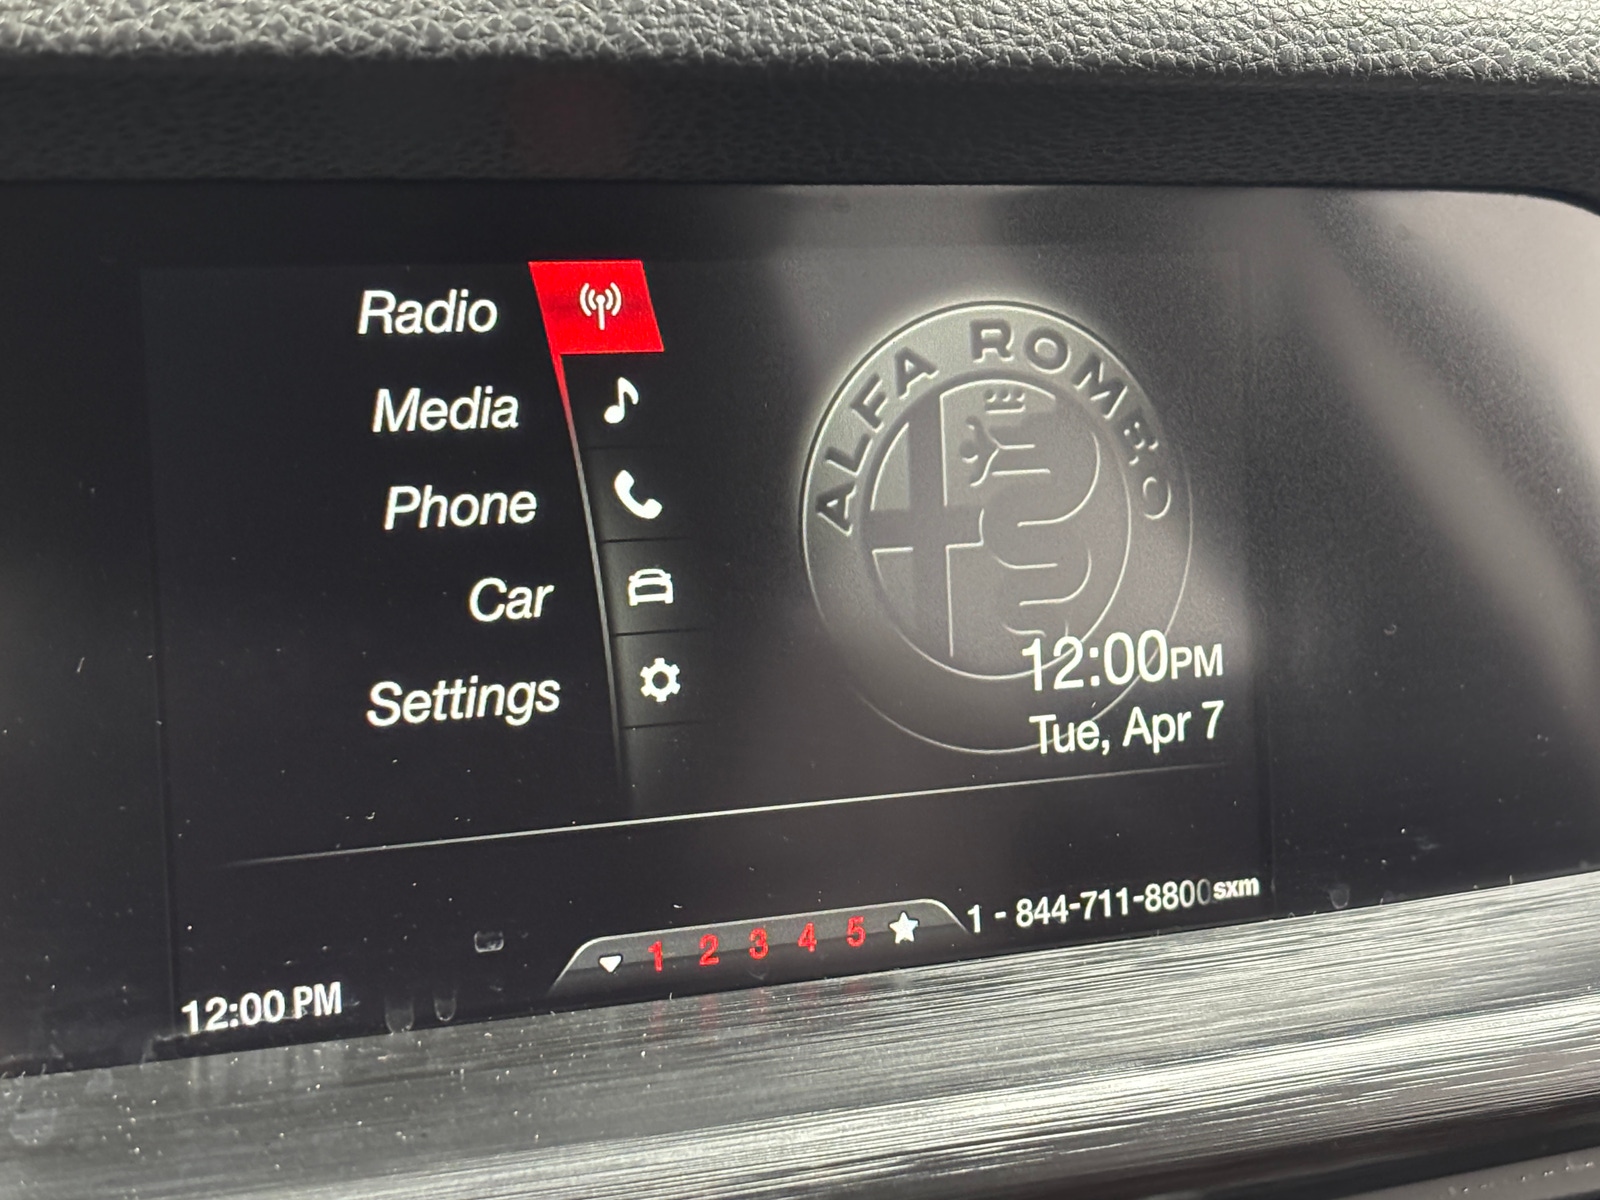 Radio
Media
Phone
Car
Settings
ALFA ROMEO
12:00PM
Tue, Apr 7
1 2 3 4 5
1 - 844-711-8800 sxm
12:00 PM